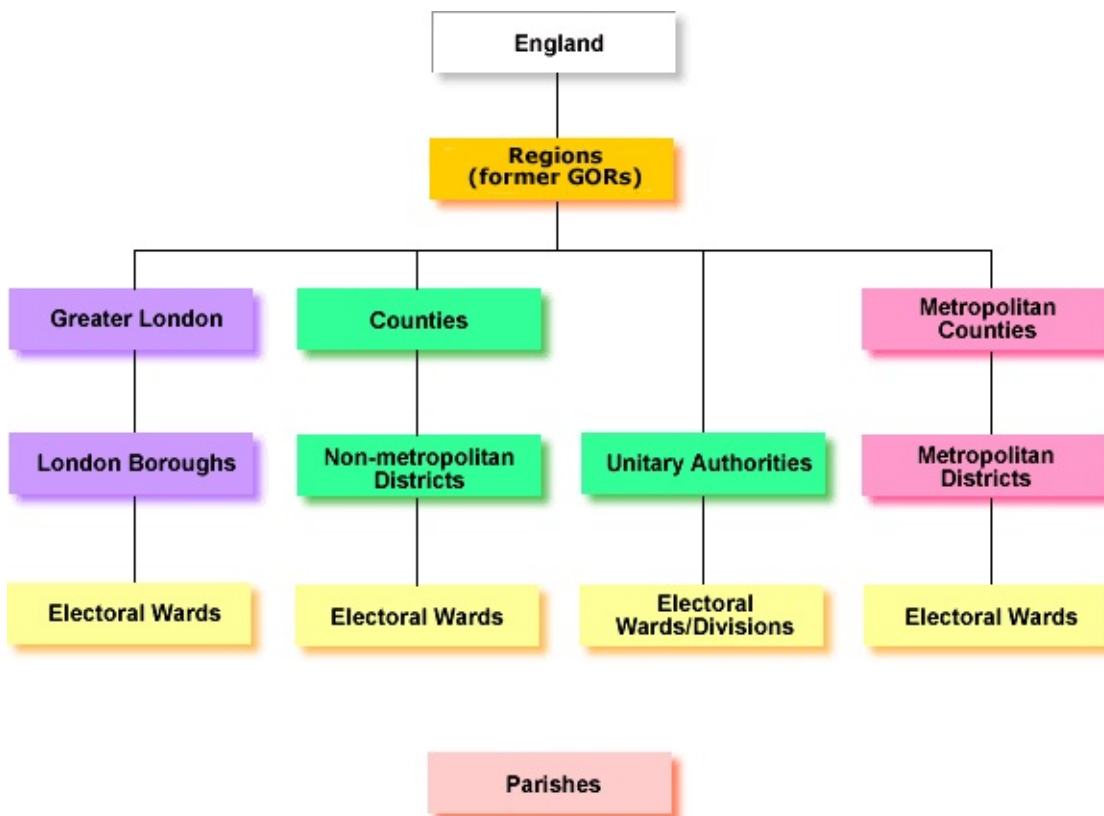 England
Regions
(former GORs)
Greater London
Counties
Metropolitan
Counties
London Boroughs
Non-metropolitan
Districts
Unitary Authorities
Metropolitan
Districts
Electoral Wards
Electoral Wards
Electoral
Wards/Divisions
Electoral Wards
Parishes